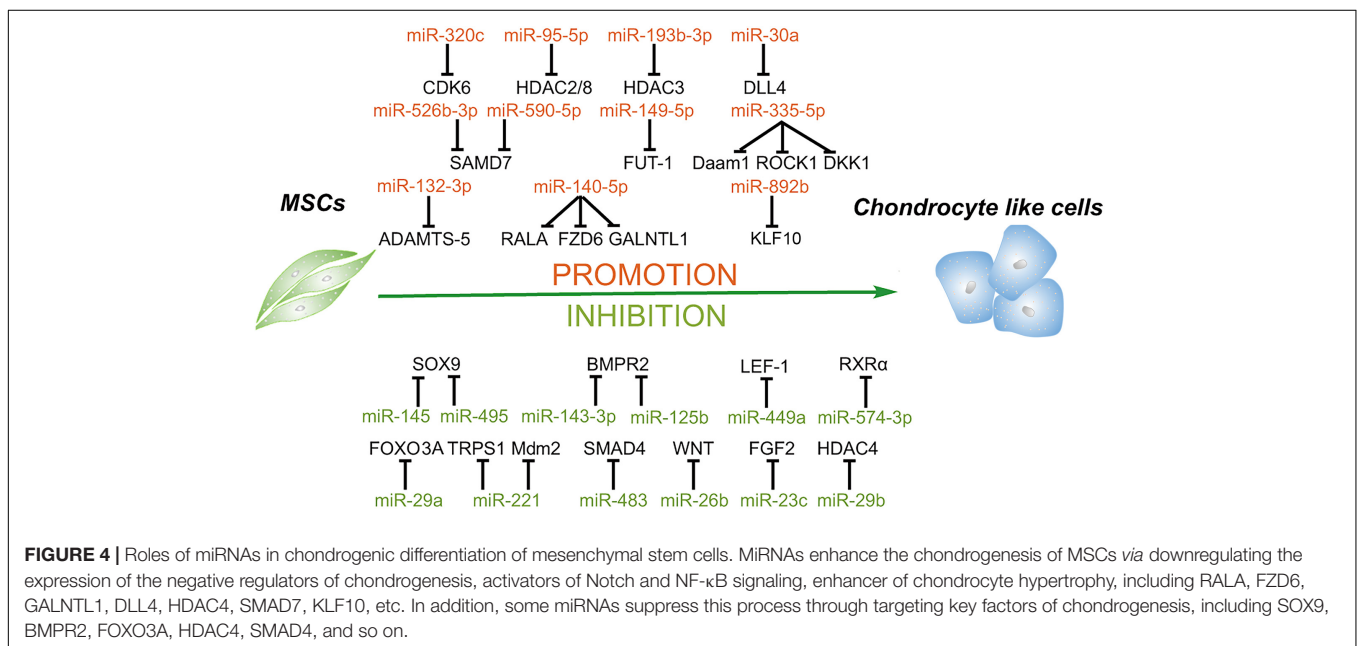 miR-320c miR-95-5p miR-193b-3p miR-30a
CDK6 HDAC2/8 HDAC3 DLL4
miR-526b-3p miR-590-5p miR-149-5p miR-335-5p
SAMD7 FUT-1 Daam1 ROCK1 DKK1
miR-132-3p miR-140-5p miR-892b
MSCs Chondrocyte like cells
ADAMTS-5 RALA FZD6 GALNTL1 KLF10
PROMOTION
INHIBITION
SOX9 BMPR2 LEF-1 RXRα
miR-145 miR-495 miR-143-3p miR-125b miR-449a miR-574-3p
FOXO3A TRPS1 Mdm2 SMAD4 WNT FGF2 HDAC4
miR-29a miR-221 miR-483 miR-26b miR-23c miR-29b
FIGURE 4 | Roles of miRNAs in chondrogenic differentiation of mesenchymal stem cells. MiRNAs enhance the chondrogenesis of MSCs via downregulating the
expression of the negative regulators of chondrogenesis, activators of Notch and NF-κB signaling, enhancer of chondrocyte hypertrophy, including RALA, FZD6,
GALNTL1, DLL4, HDAC4, SMAD7, KLF10, etc. In addition, some miRNAs suppress this process through targeting key factors of chondrogenesis, including SOX9,
BMPR2, FOXO3A, HDAC4, SMAD4, and so on.